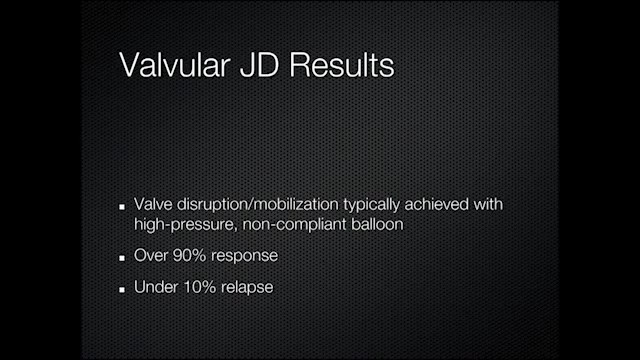 Valvular JD Results
Valve disruption/mobilization typically achieved with
high-pressure, non-compliant balloon
Over 90% response
Under 10% relapse